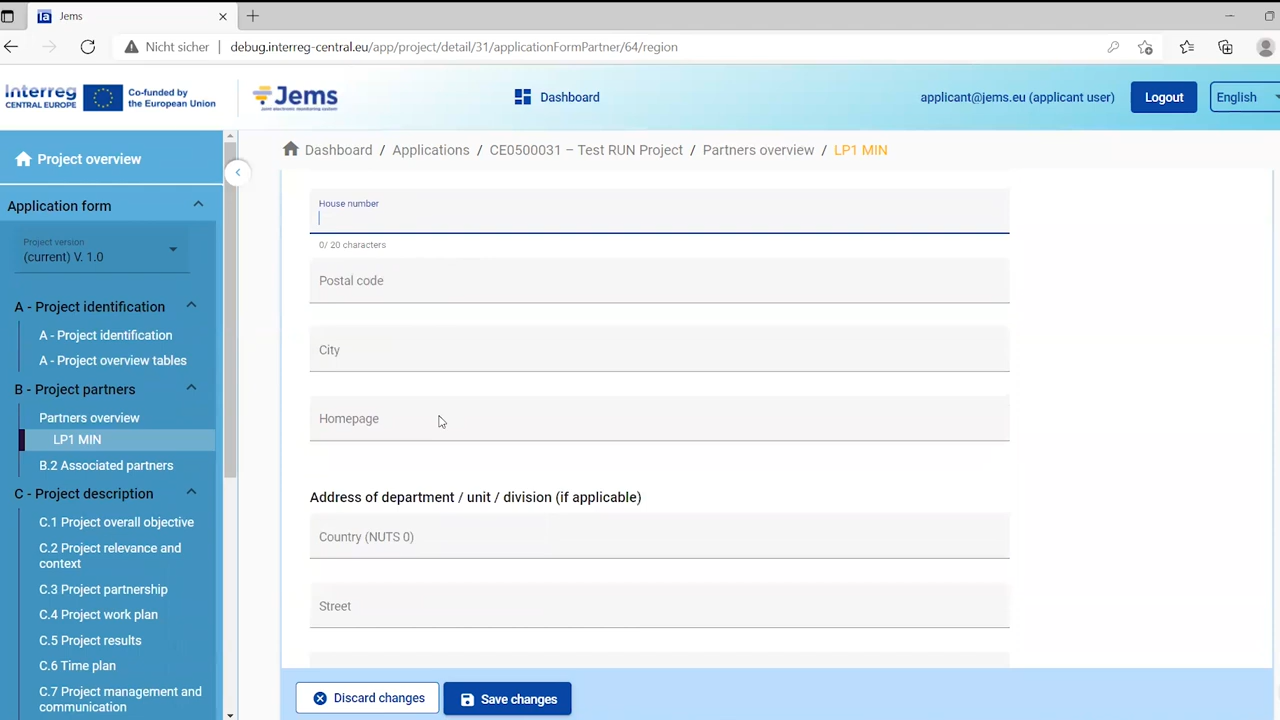 Jems
Nicht sicher
debug.interreg-central.eu/app/project/detail/31/applicationFormPartner/64/region
Interreg
CENTRAL EUROPE
Co-funded by
the European Union
Jems
joint electronic monitoring system
Dashboard
applicant@jems.eu (applicant user)
Logout
English
Project overview
Dashboard / Applications / CE0500031 – Test RUN Project / Partners overview / LP1 MIN
Application form
Project version
(current) V. 1.0
A - Project identification
A - Project identification
A - Project overview tables
B - Project partners
Partners overview
LP1 MIN
B.2 Associated partners
C - Project description
C.1 Project overall objective
C.2 Project relevance and
context
C.3 Project partnership
C.4 Project work plan
C.5 Project results
C.6 Time plan
C.7 Project management and
communication
House number
0/ 20 characters
Postal code
City
Homepage
Address of department / unit / division (if applicable)
Country (NUTS 0)
Street
Discard changes
Save changes